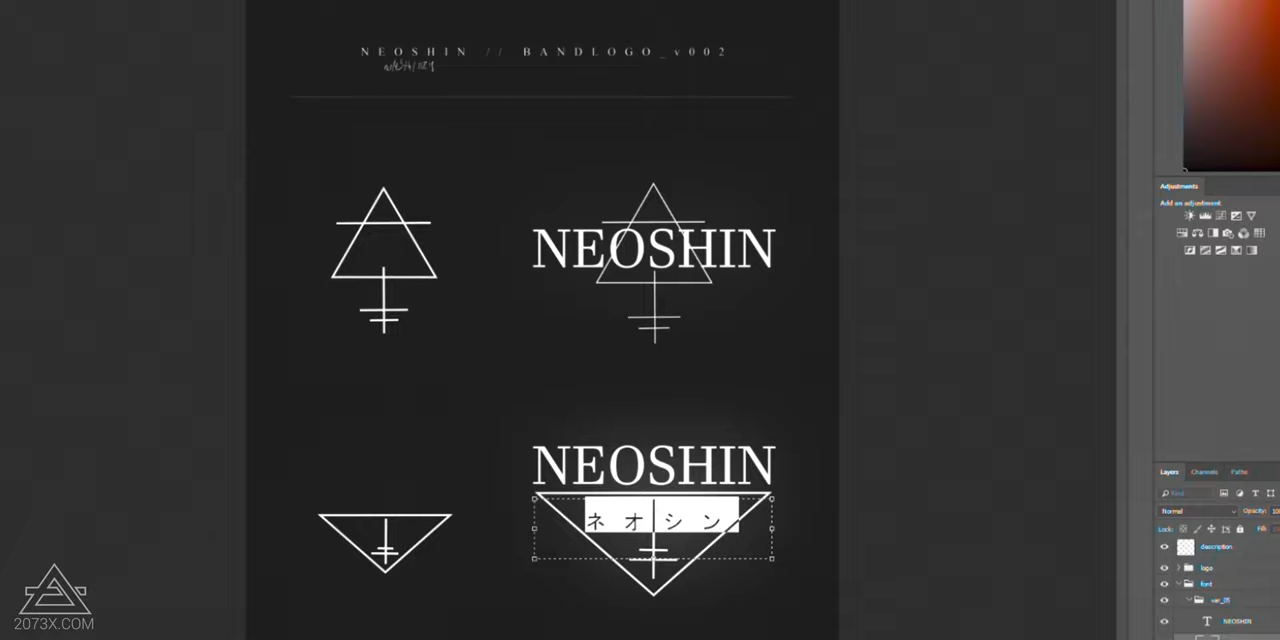 NEOSHIN // BANDLOGO_v002
NEOSHIN
NEOSHIN
ネオシン
2073X.COM
Adjustments
Add an adjustment:
Layers Channels Paths
Kind
Normal Opacity:
Lock:
description
logo
font
var_05
NEOSHIN